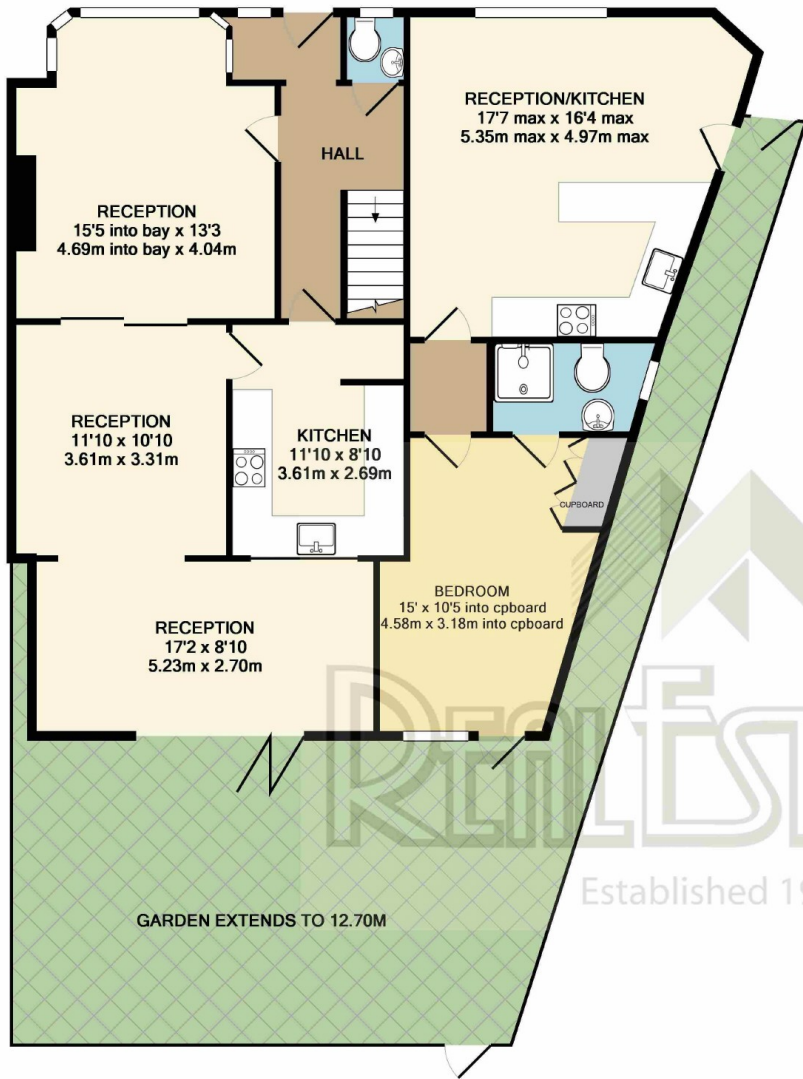 RECEPTION/KITCHEN
17'7 max x 16'4 max
5.35m max x 4.97m max
HALL
RECEPTION
15'5 into bay x 13'3
4.69m into bay x 4.04m
RECEPTION
11'10 x 10'10
3.61m x 3.31m
KITCHEN
11'10 x 8'10
3.61m x 2.69m
CUPBOARD
BEDROOM
15' x 10'5 into cpboard
4.58m x 3.18m into cpboard
RECEPTION
17'2 x 8'10
5.23m x 2.70m
REALES
Established 19
GARDEN EXTENDS TO 12.70M